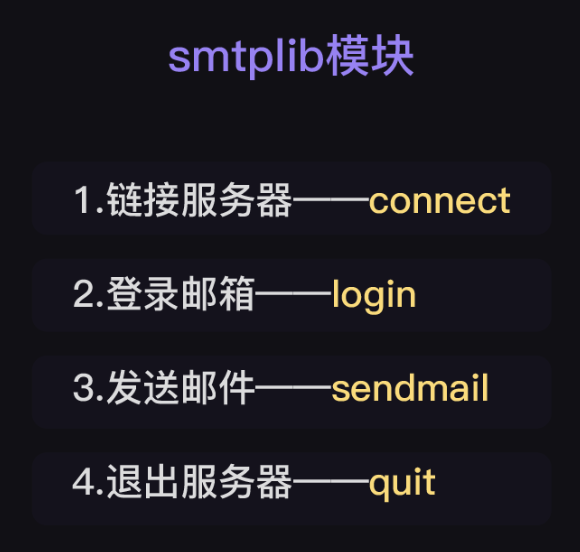 smtplib模块
1.链接服务器——connect
2.登录邮箱——login
3.发送邮件——sendmail
4.退出服务器——quit